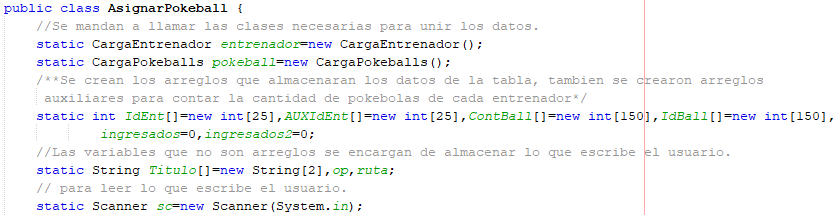 public class AsignarPokeball {
//Se mandan a llamar las clases necesarias para unir los datos.
static CargaEntrenador entrenador=new CargaEntrenador();
static CargaPokeballs pokeball=new CargaPokeballs();
/**Se crean los arreglos que almacenaran los datos de la tabla, tambien se crearon arreglos
auxiliares para contar la cantidad de pokebolas de cada entrenador*/
static int IdEnt[]=new int[25],AUXIdEnt[]=new int[25],ContBall[]=new int[150],IdBall[]=new int[150],
ingresados=0,ingresados2=0;
//Las variables que no son arreglos se encargan de almacenar lo que escribe el usuario.
static String Titulo[]=new String[2],op,ruta;
// para leer lo que escribe el usuario.
static Scanner sc=new Scanner(System.in);